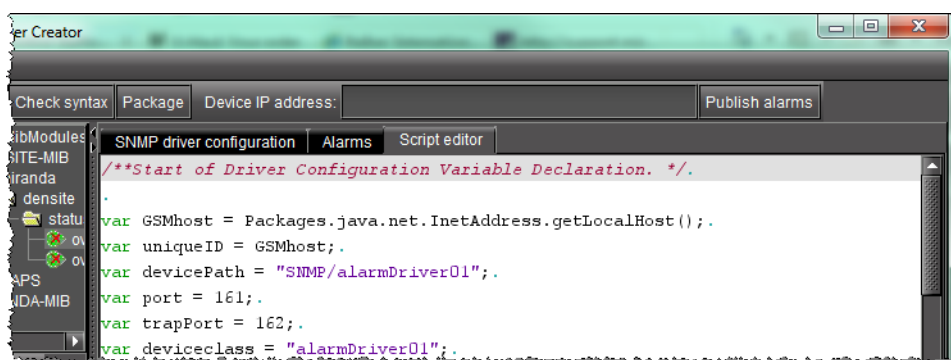 er Creator
Check syntax Package Device IP address: Publish alarms
ibModules
SITE-MIB
iranda
densite
statu
ov
ov
APS
NDA-MIB
SNMP driver configuration Alarms Script editor
/**Start of Driver Configuration Variable Declaration. */.
.
var GSMhost = Packages.java.net.InetAddress.getLocalHost();.
var uniqueID = GSMhost;.
var devicePath = "SNMP/alarmDriver01";.
var port = 161;.
var trapPort = 162;.
var deviceclass = "alarmDriver01";.